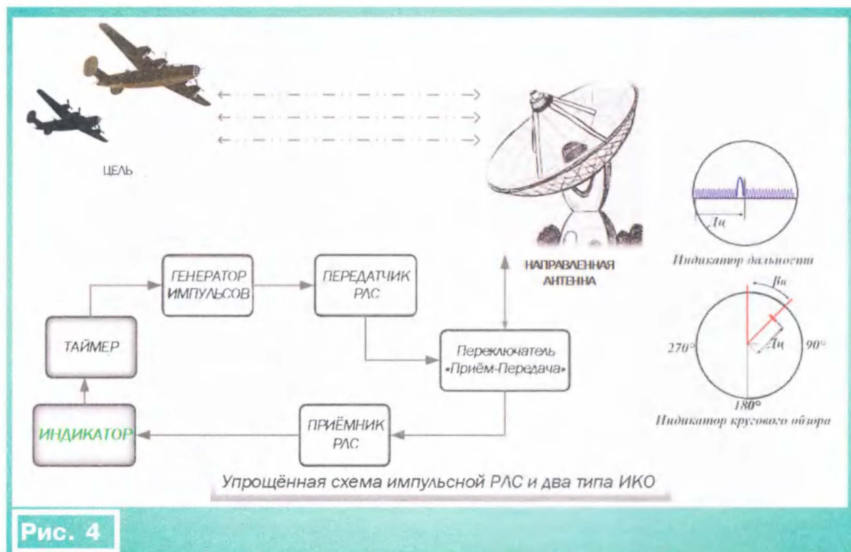 ЦЕЛЬ
НАПРАВЛЕННАЯ
АНТЕННА
ГЕНЕРАТОР
ИМПУЛЬСОВ
ПЕРЕДАТЧИК
РЛС
ТАЙМЕР
Переключатель
«Приём-Передача»
ИНДИКАТОР
ПРИЁМНИК
РЛС
Дц
Индикатор дальности
βц
270°
Дц
90°
180°
Индикатор кругового обзора
Упрощённая схема импульсной РЛС и два типа ИКО
Рис. 4